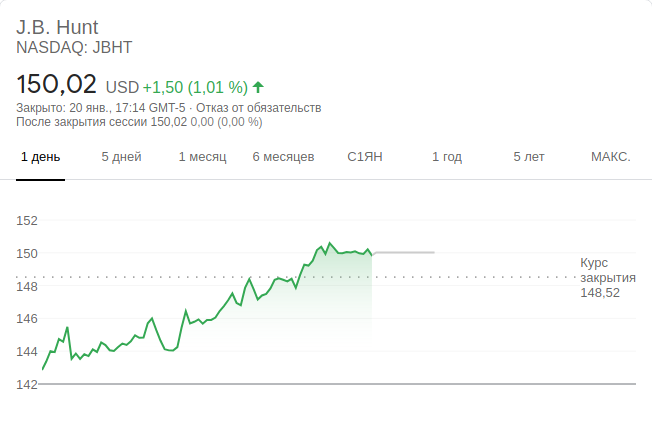 J.B. Hunt
NASDAQ: JBHT
150,02 USD +1,50 (1,01 %)
Закрыто: 20 янв., 17:14 GMT-5 · Отказ от обязательств
После закрытия сессии 150,02 0,00 (0,00 %)
1 день 5 дней 1 месяц 6 месяцев С1ЯН 1 год 5 лет МАКС.
152
150
Курс
закрытия
148,52
148
146
144
142